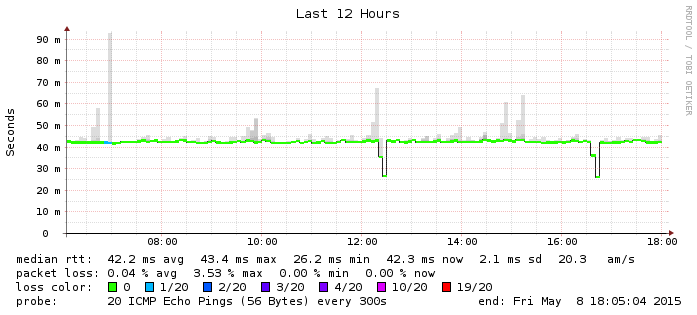 Last 12 Hours
RRDTOOL / TOBI OETIKER
Seconds
90 m
80 m
70 m
60 m
50 m
40 m
30 m
20 m
10 m
0
08:00 10:00 12:00 14:00 16:00 18:00
median rtt: 42.2 ms avg 43.4 ms max 26.2 ms min 42.3 ms now 2.1 ms sd 20.3 am/s
packet loss: 0.04 % avg 3.53 % max 0.00 % min 0.00 % now
loss color: 0 1/20 2/20 3/20 4/20 10/20 19/20
probe: 20 ICMP Echo Pings (56 Bytes) every 300s end: Fri May 8 18:05:04 2015